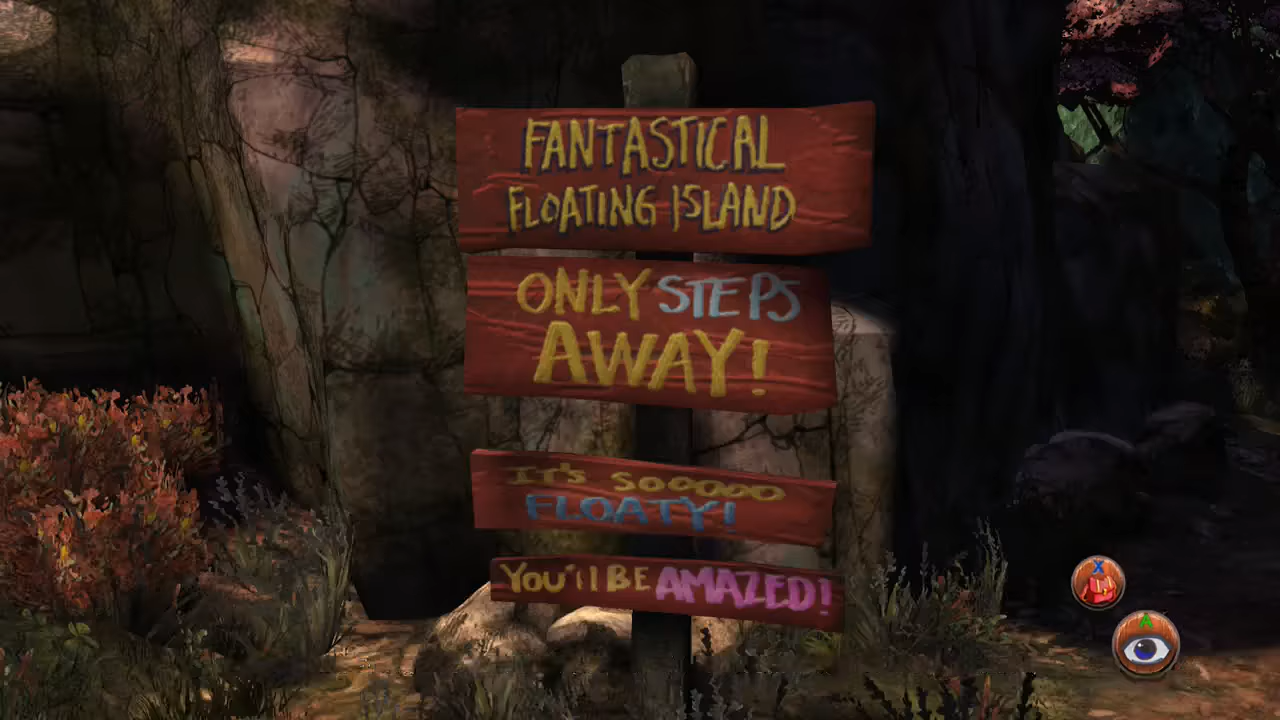 FANTASTICAL
FLOATING ISLAND
ONLY STEPS
AWAY!
IT'S SOOOOO
FLOATY!
YOU'll BE AMAZED!
X
A